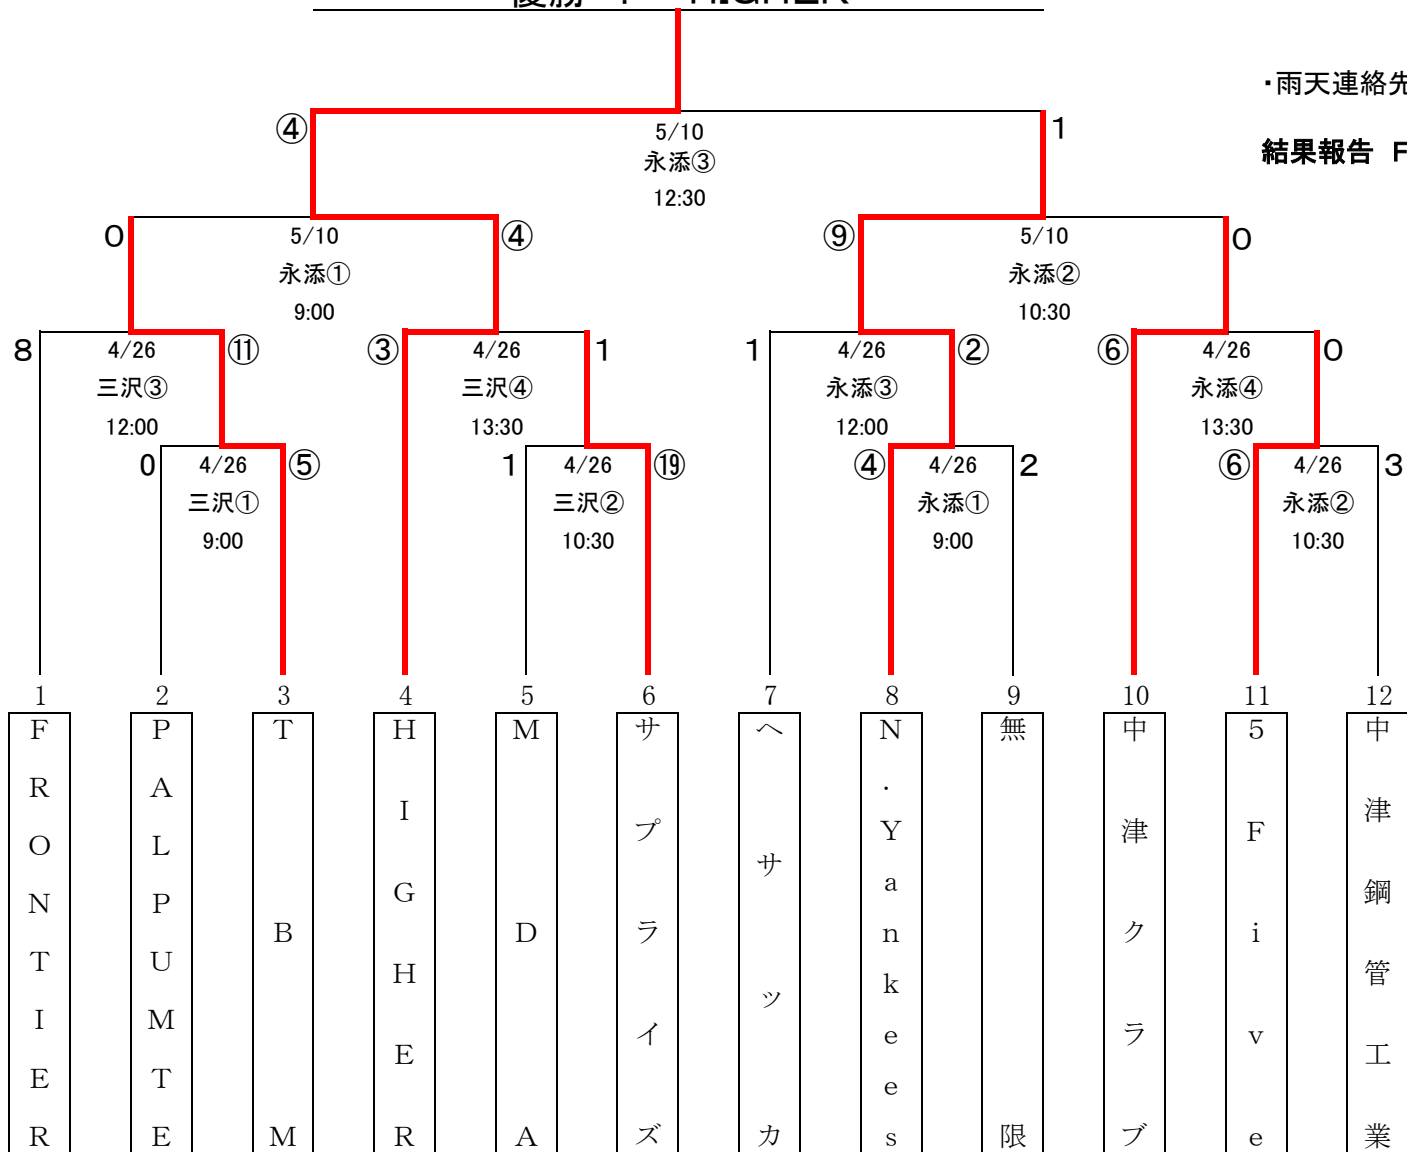 優勝 4 HIGHER
・雨天連絡先
④
5/10
永添③
12:30
1
結果報告 F
0
5/10
永添①
9:00
④
⑨
5/10
永添②
10:30
0
8
4/26
三沢③
12:00
⑪
③
4/26
三沢④
13:30
1
1
4/26
永添③
12:00
②
⑥
4/26
永添④
13:30
0
0
4/26
三沢①
9:00
⑤
1
4/26
三沢②
10:30
⑲
④
4/26
永添①
9:00
2
⑥
4/26
永添②
10:30
3
1
2
3
4
5
6
7
8
9
10
11
12
FRONTIER
PALPUMTE
TBM
HIGHER
MDA
サプライズ
ヘサッカ
N.Yankees
無限
中津クラブ
5Five
中津鋼管工業